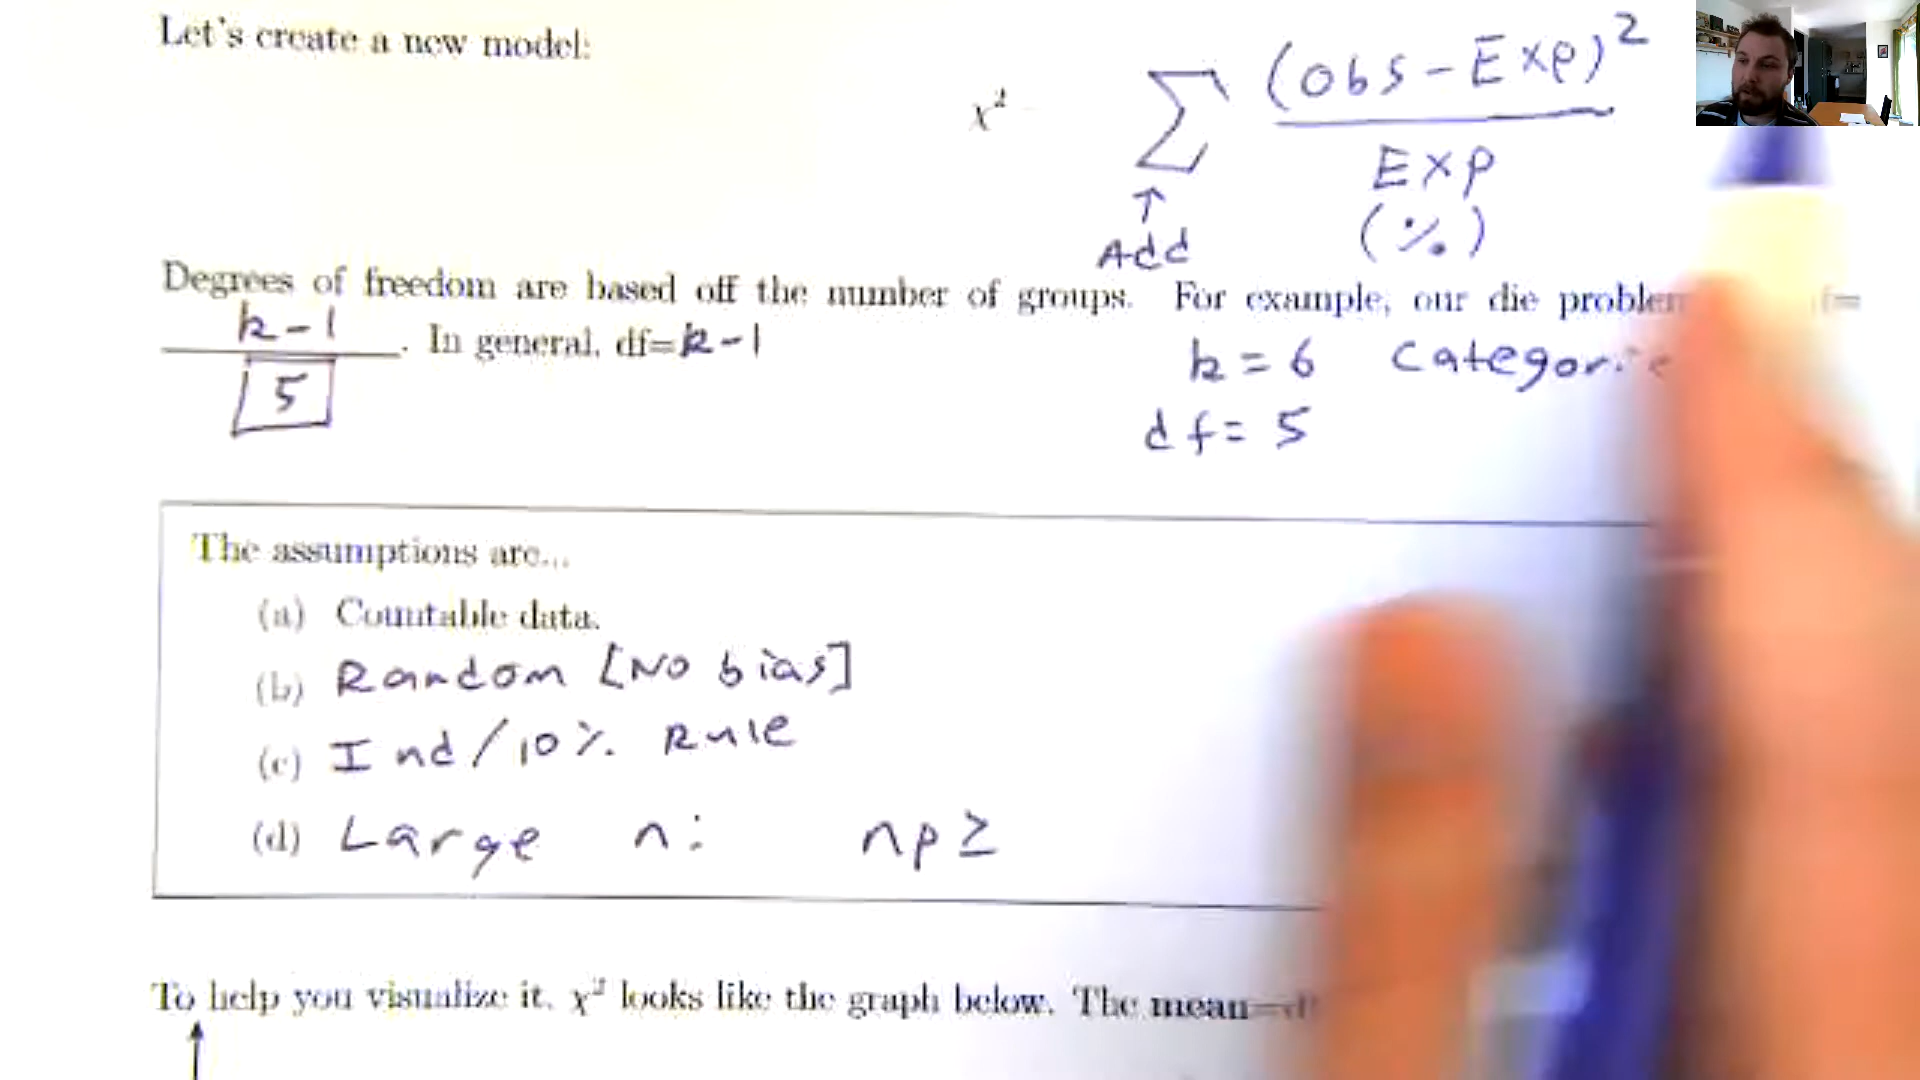 Let's create a new model:
χ² Σ (obs-Exp)²
Exp
↑ (%)
Add
Degrees of freedom are based off the number of groups. For example, our die
k-1 . In general, df=k-1
5
k=6
df=5
The assumptions are...
(a) Countable data.
(b) Random [No bias]
(c) Ind/10% Rule
(d) Large n: np≥
To help you visualize it, χ² looks like the graph below. The mean=